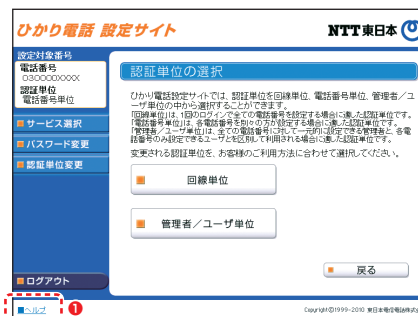 ひかり電話 設定サイト
NTT東日本
設定対象番号
電話番号
030000XXXX
認証単位
電話番号単位
サービス選択
パスワード変更
認証単位変更
ログアウト
ヘルプ
1
認証単位の選択
ひかり電話設定サイトでは、認証単位を回線単位、電話番号単位、管理者／ユ
ーザ単位の中から選択することができます。
「回線単位」は、1回のログインで全ての電話番号を設定する場合に適した認証単位です。
「電話番号単位」は、各電話番号を別々の方が設定する場合に適した認証単位です。
「管理者／ユーザ単位」は、全ての電話番号に対して一元的に設定できる管理者と、各電
話番号のみ設定できるユーザとを区別して利用される場合に適した認証単位です。
変更される認証単位を、お客様のご利用方法に合わせて選択してください。
回線単位
管理者／ユーザ単位
戻る
Copyright©1999-2010 東日本電信電話株式